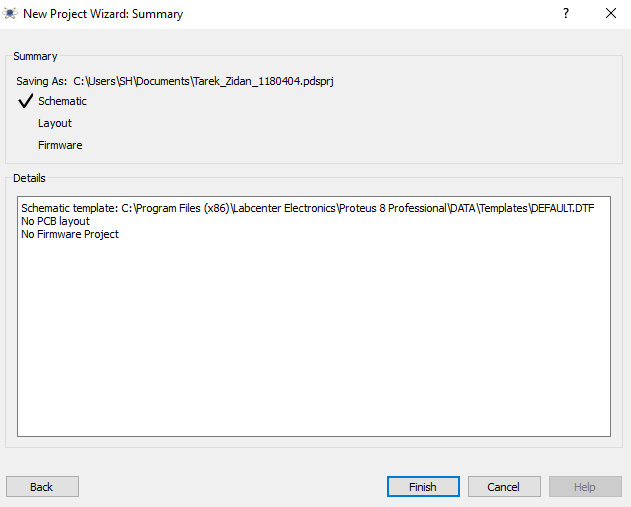 New Project Wizard: Summary
?
Summary
Saving As: C:\Users\SH\Documents\Tarek_Zidan_1180404.pdsprj
Schematic
Layout
Firmware
Details
Schematic template: C:\Program Files (x86)\Labcenter Electronics\Proteus 8 Professional\DATA\Templates\DEFAULT.DTF
No PCB layout
No Firmware Project
Back
Finish
Cancel
Help